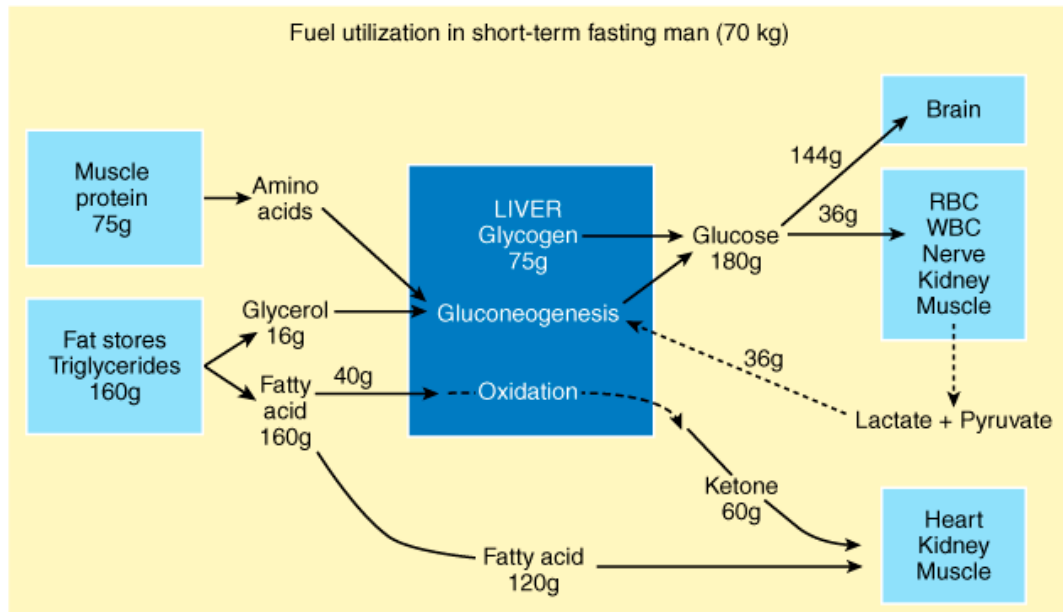 Fuel utilization in short-term fasting man (70 kg)
Muscle
protein
75g
Amino
acids
Fat stores
Triglycerides
160g
Glycerol
16g
Fatty
acid
160g
40g
LIVER
Glycogen
75g
Gluconeogenesis
Oxidation
Glucose
180g
144g
Brain
36g
RBC
WBC
Nerve
Kidney
Muscle
36g
Lactate + Pyruvate
Ketone
60g
Fatty acid
120g
Heart
Kidney
Muscle